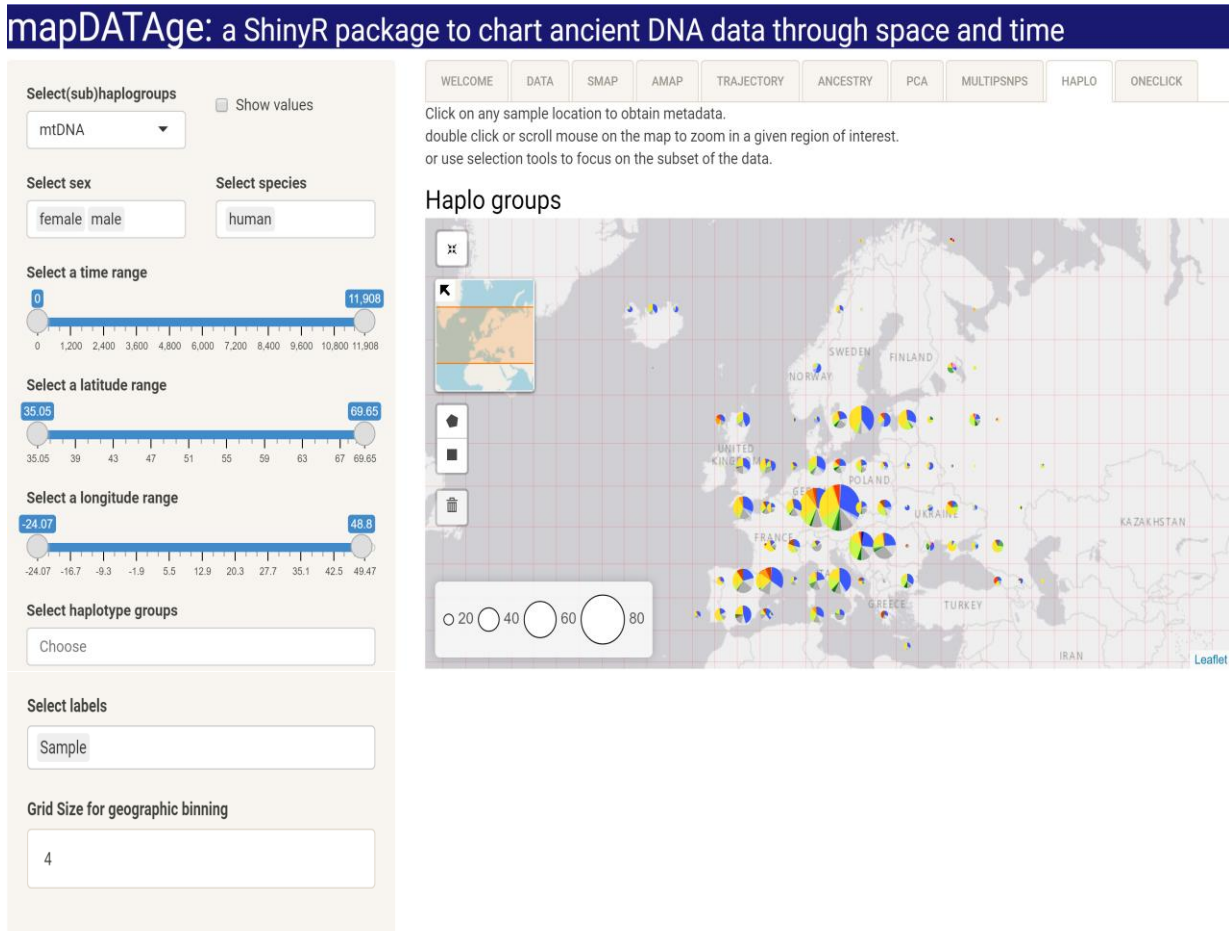 mapDATAge: a ShinyR package to chart ancient DNA data through space and time
Select(sub)haplogroups
Show values
mtDNA
Select sex
Select species
female male
human
Select a time range
0 11,908
0 1,200 2,400 3,600 4,800 6,000 7,200 8,400 9,600 10,800 11,908
Select a latitude range
35.05 69.65
35.05 39 43 47 51 55 59 63 67 69.65
Select a longitude range
-24.07 48.8
-24.07 -16.7 -9.3 -1.9 5.5 12.9 20.3 27.7 35.1 42.5 49.47
Select haplotype groups
Choose
Select labels
Sample
Grid Size for geographic binning
4
WELCOME DATA SMAP AMAP TRAJECTORY ANCESTRY PCA MULTIPSNPS HAPLO ONECLICK
Click on any sample location to obtain metadata.
double click or scroll mouse on the map to zoom in a given region of interest.
or use selection tools to focus on the subset of the data.
Haplo groups
SWEDEN
FINLAND
NORWAY
UNITED
POLAND
UKRAINE
KAZAKHSTAN
FRANCE
GREECE
TURKEY
IRAN
20 40 60 80
Leaflet